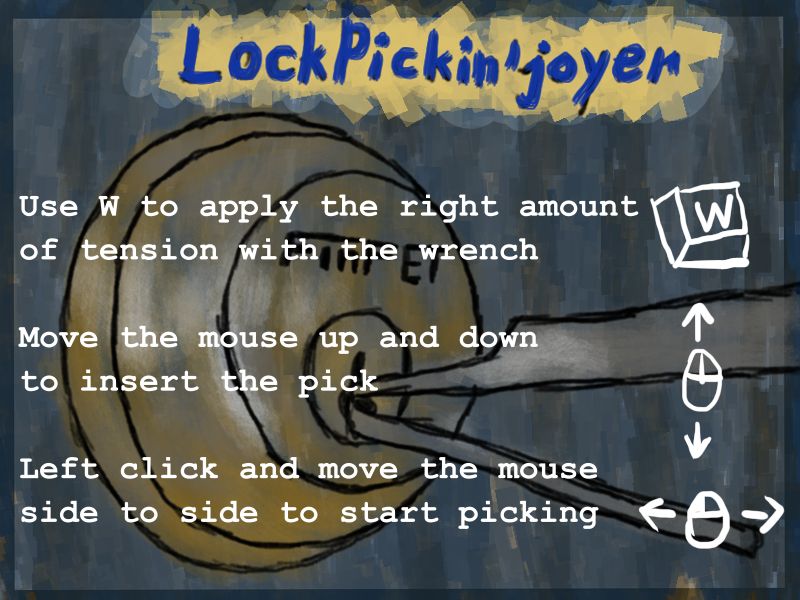 LockPickin'joyer
Use W to apply the right amount
W
of tension with the wrench
Move the mouse up and down
to insert the pick
Left click and move the mouse
side to side to start picking